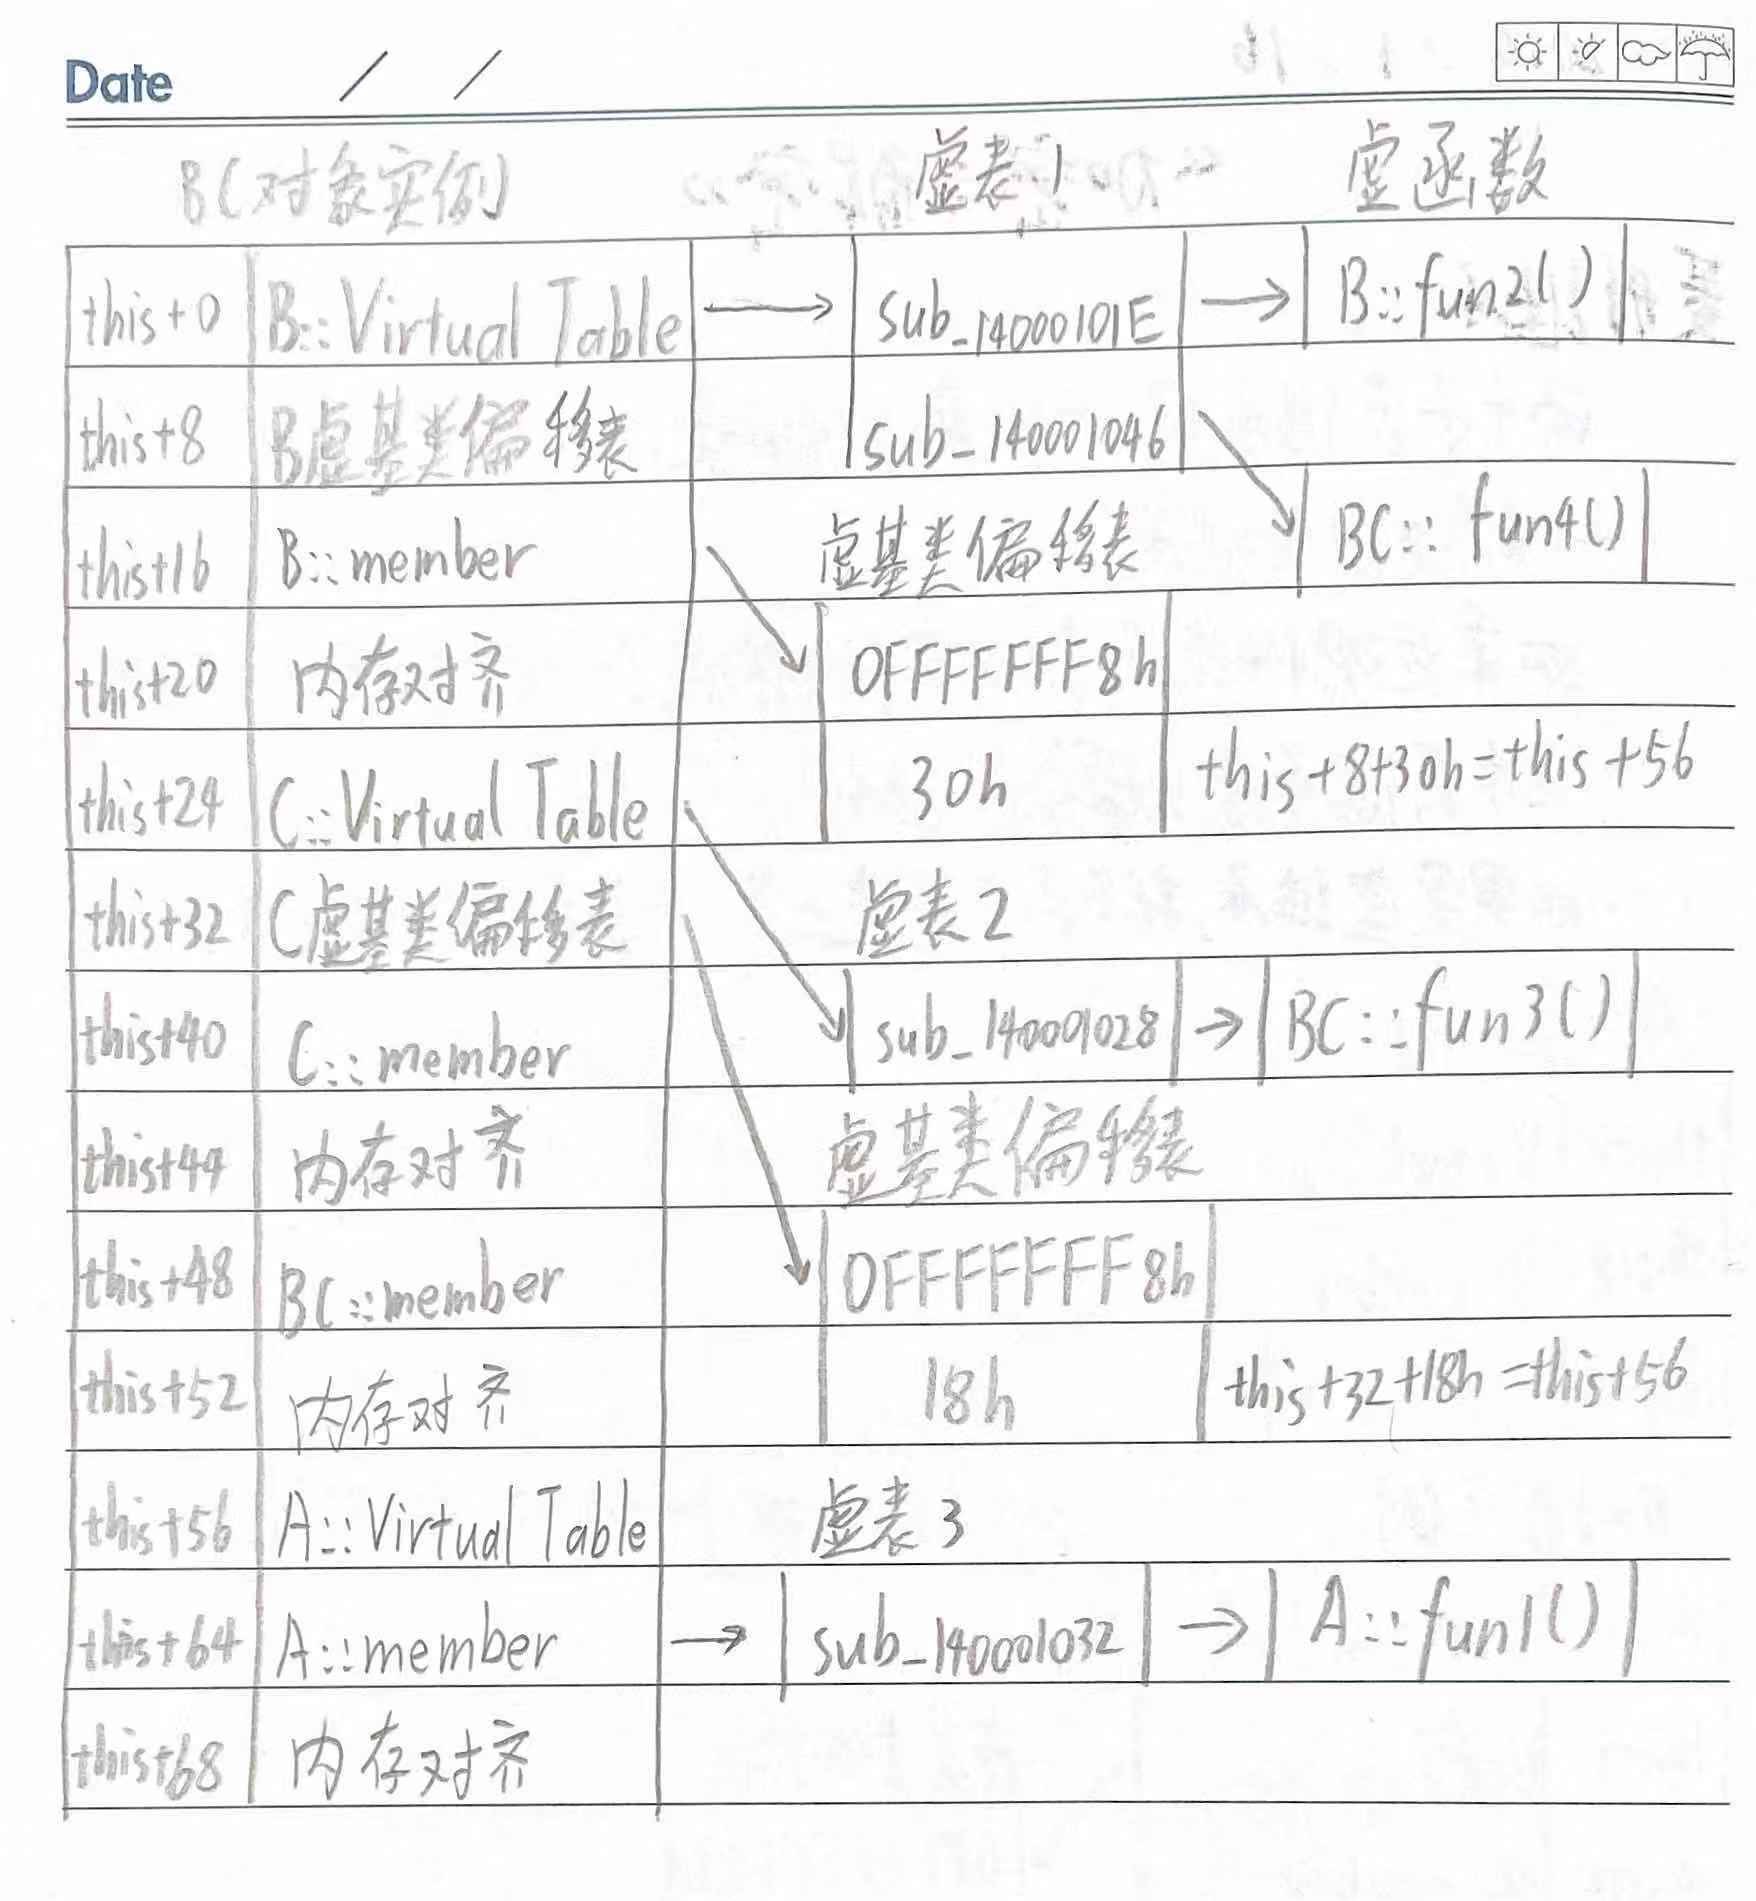 Date / /
BC对象实例 虚表1 虚函数
this+0 B::Virtual Table → sub_14000101E → B::fun2()
this+8 B虚基类偏移表 sub_140001046
this+16 B::member 虚基类偏移表 BC::fun4()
this+20 内存对齐 0FFFFFFF8h
this+24 C::Virtual Table 30h this+8+30h=this+56
this+32 C虚基类偏移表 虚表2
this+40 C::member sub_140001028 → BC::fun3()
this+44 内存对齐 虚基类偏移表
this+48 BC::member 0FFFFFFF8h
this+52 内存对齐 18h this+32+18h=this+56
this+56 A::Virtual Table 虚表3
this+64 A::member → sub_140001032 → A::fun1()
this+68 内存对齐